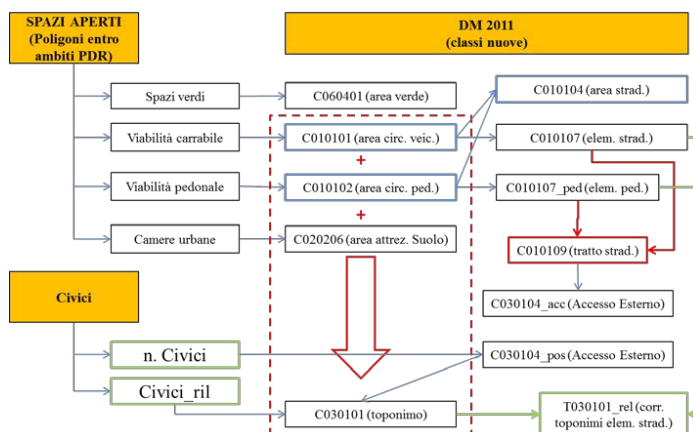 SPAZI APERTI
(Poligoni entro
ambiti PDR)
DM 2011
(classi nuove)
Spazi verdi
C060401 (area verde)
C010104 (area strad.)
Viabilità carrabile
C010101 (area circ. veic.)
C010107 (elem. strad.)
+
Viabilità pedonale
C010102 (area circ. ped.)
C010107_ped (elem. ped.)
+
Camere urbane
C020206 (area attrez. Suolo)
C010109 (tratto strad.)
Civici
C030104_acc (Accesso Esterno)
n. Civici
C030104_pos (Accesso Esterno)
Civici_ril
C030101 (toponimo)
T030101_rel (corr.
toponimi elem. strad.)